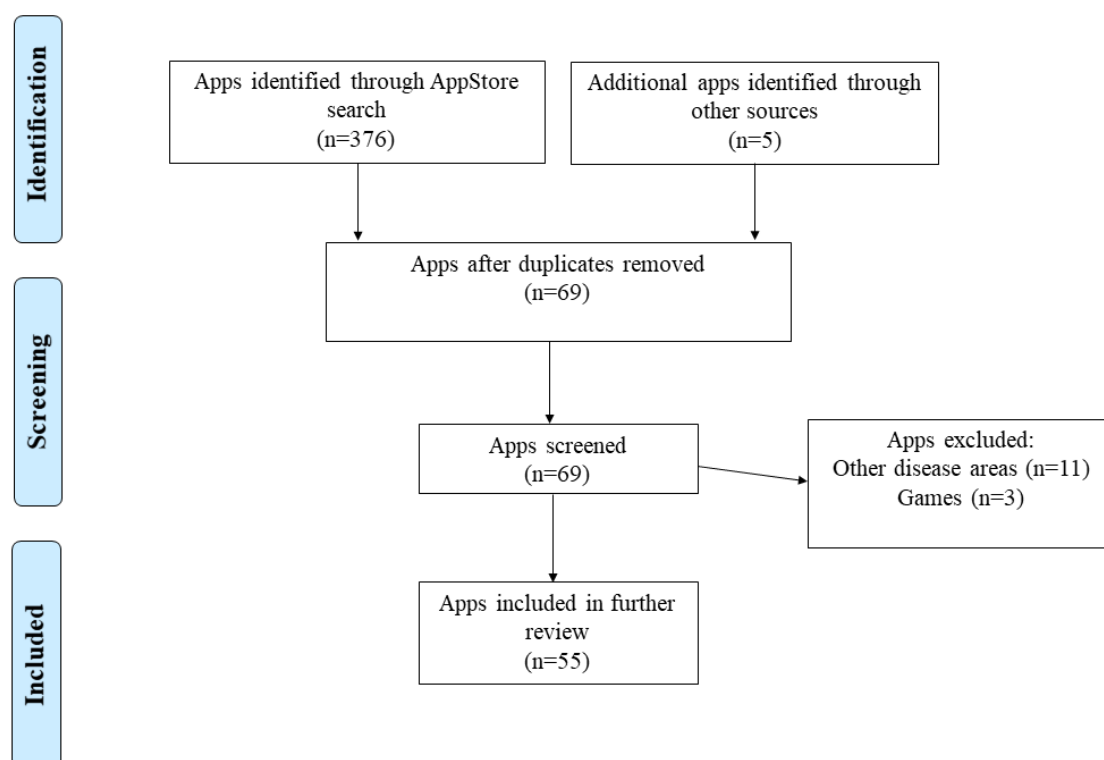 Identification
Apps identified through AppStore
search
(n=376)
Additional apps identified through
other sources
(n=5)
Apps after duplicates removed
(n=69)
Screening
Apps screened
(n=69)
Apps excluded:
Other disease areas (n=11)
Games (n=3)
Included
Apps included in further
review
(n=55)